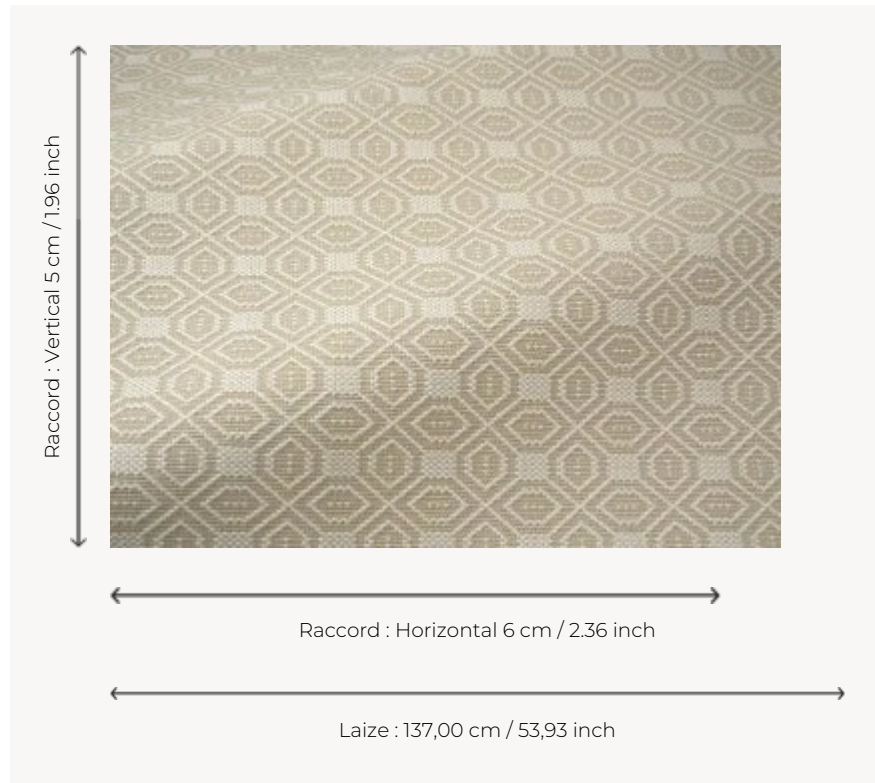 Raccord : Vertical 5 cm / 1.96 inch
Raccord : Horizontal 6 cm / 2.36 inch
Laize : 137,00 cm / 53,93 inch